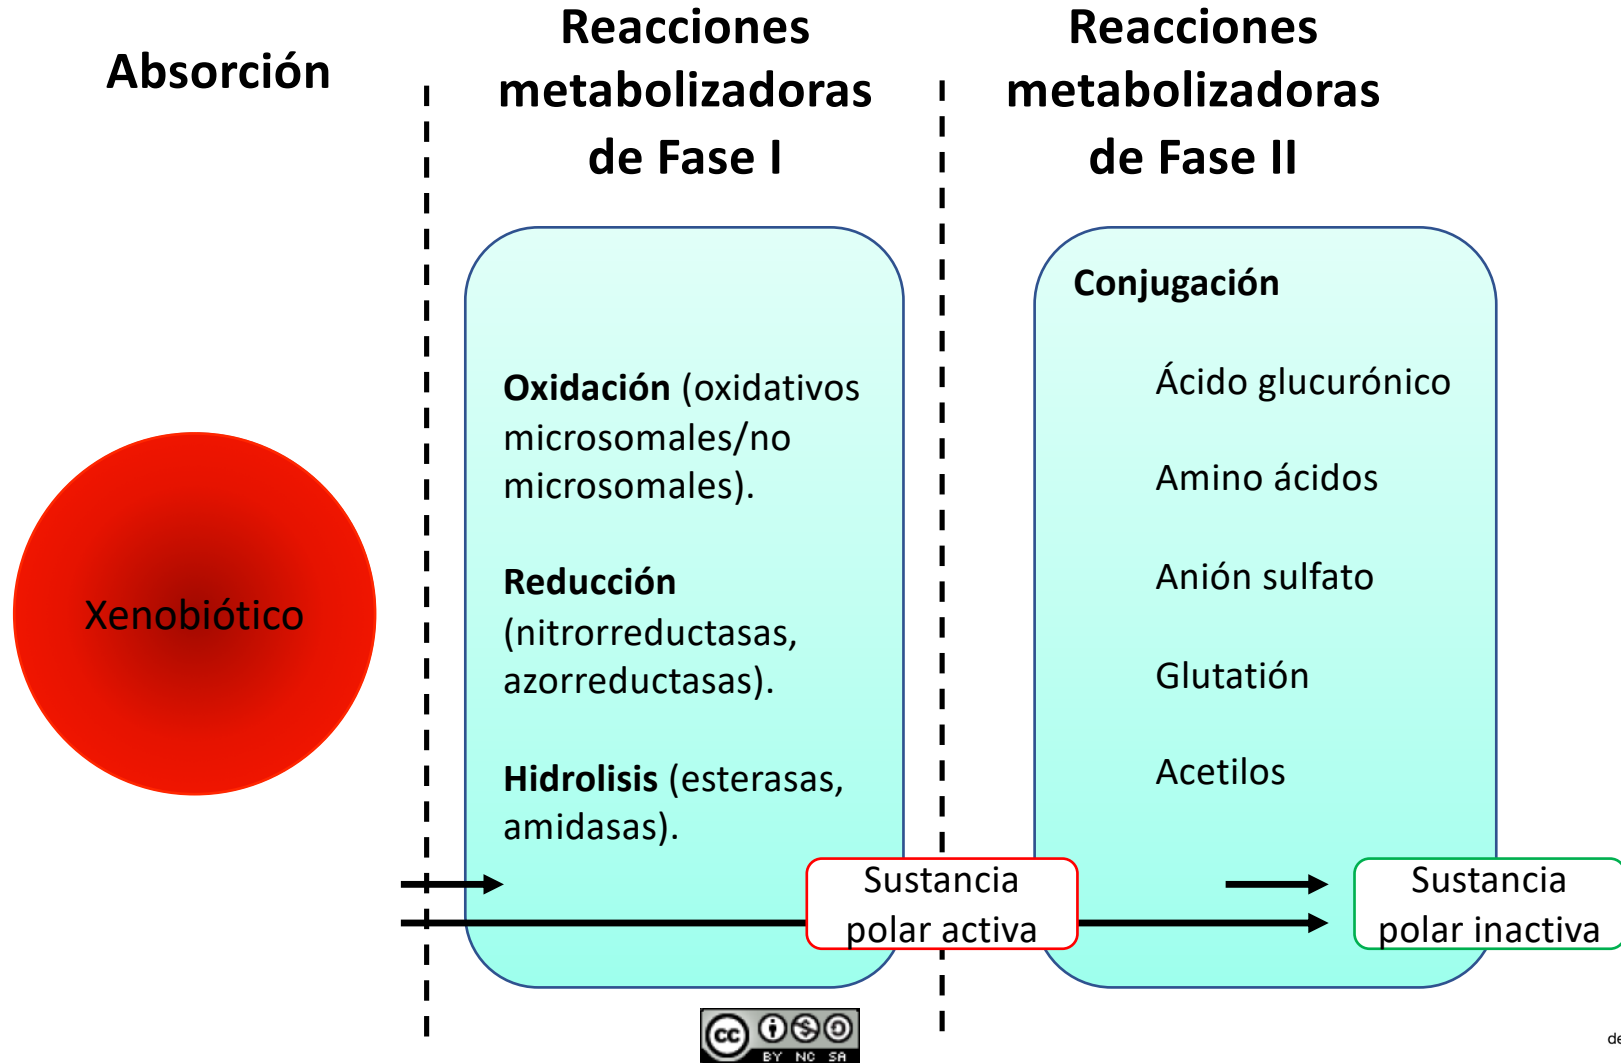 Absorción
Reacciones
metabolizadoras
de Fase I
Reacciones
metabolizadoras
de Fase II
Xenobiótico
Oxidación (oxidativos
microsomales/no
microsomales).
Reducción
(nitrorreductasas,
azorreductasas).
Hidrolisis (esterasas,
amidasas).
Conjugación
Ácido glucurónico
Amino ácidos
Anión sulfato
Glutatión
Acetilos
Sustancia
polar activa
Sustancia
polar inactiva
cc
BY NC SA